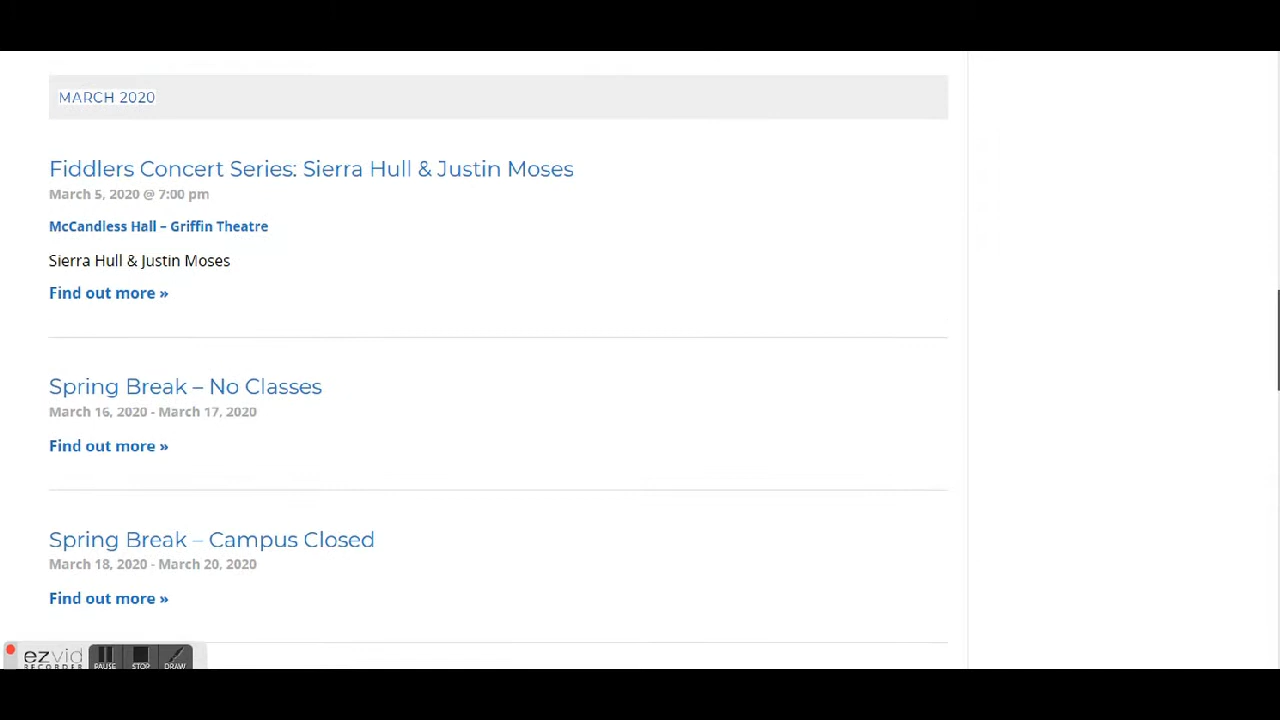 MARCH 2020
Fiddlers Concert Series: Sierra Hull & Justin Moses
March 5, 2020 @ 7:00 pm
McCandless Hall – Griffin Theatre
Sierra Hull & Justin Moses
Find out more »
Spring Break – No Classes
March 16, 2020 - March 17, 2020
Find out more »
Spring Break – Campus Closed
March 18, 2020 - March 20, 2020
Find out more »
ezvid
RECORDER
PAUSE STOP DRAW